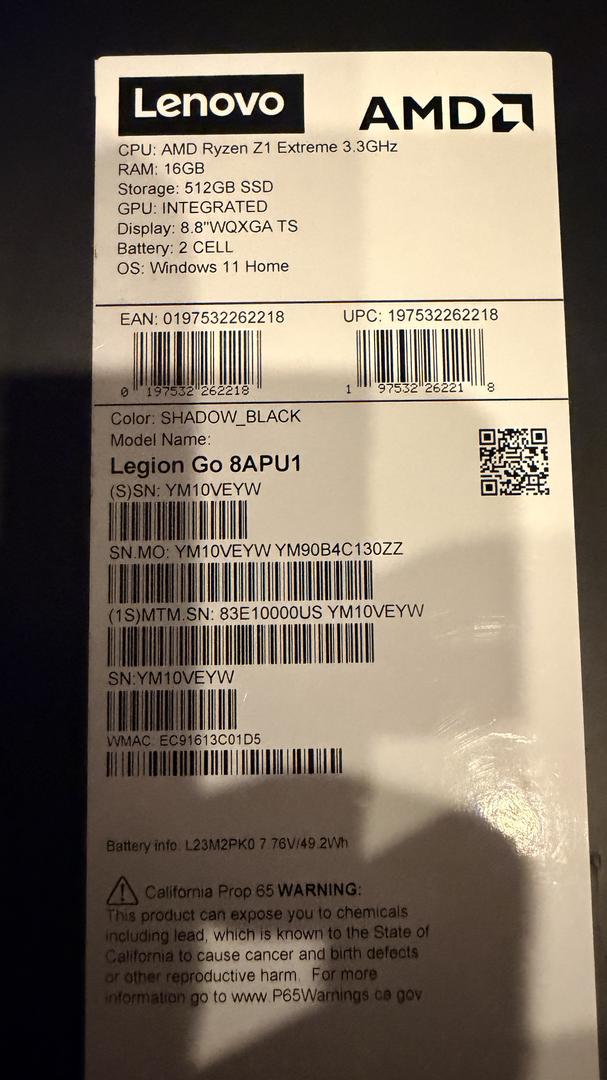 Lenovo
AMD
CPU: AMD Ryzen Z1 Extreme 3.3GHz
RAM: 16GB
Storage: 512GB SSD
GPU: INTEGRATED
Display: 8.8"WQXGA TS
Battery: 2 CELL
OS: Windows 11 Home
EAN: 0197532262218
UPC: 197532262218
0 197532 262218
1 97532 26221 8
Color: SHADOW_BLACK
Model Name:
Legion Go 8APU1
(S)SN: YM10VEYW
SN.MO: YM10VEYW YM90B4C130ZZ
(1S)MTM.SN: 83E10000US YM10VEYW
SN:YM10VEYW
WMAC: EC91613C01D5
Battery info: L23M2PK0 7.76V/49.2Wh
California Prop 65 WARNING:
This product can expose you to chemicals
including lead, which is known to the State of
California to cause cancer and birth defects
or other reproductive harm. For more
information go to www.P65Warnings.ca.gov